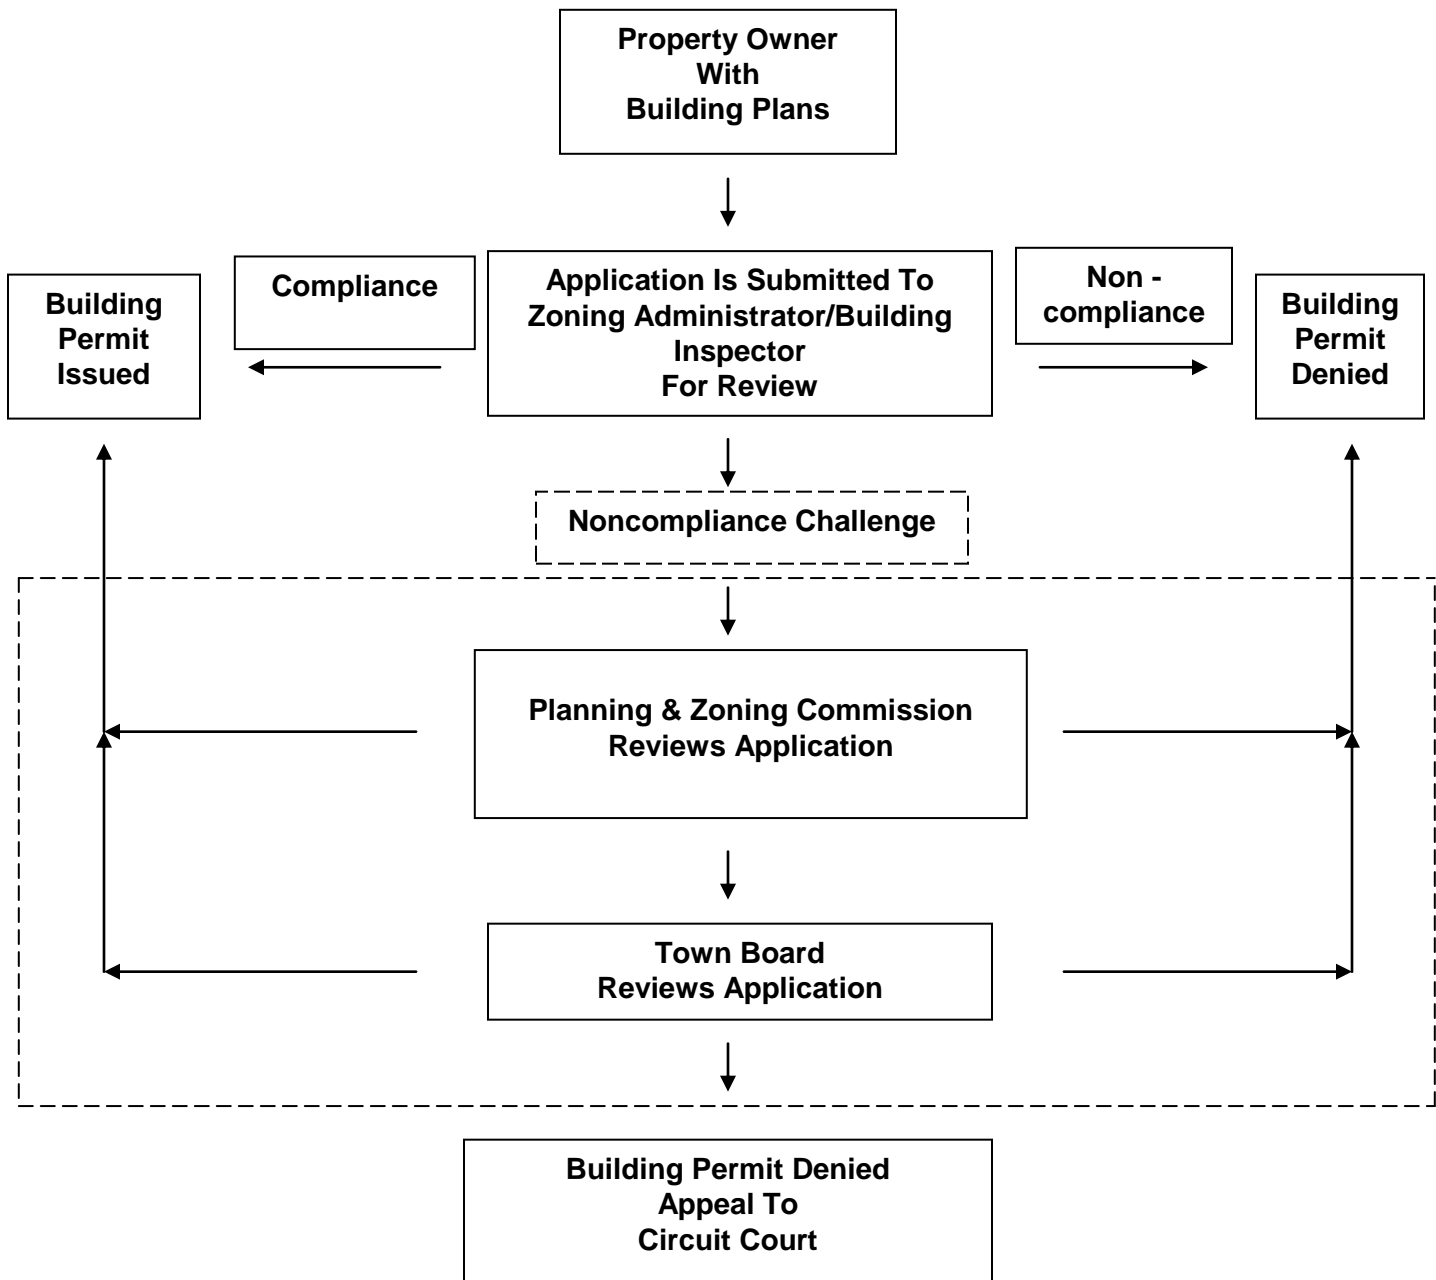 Property Owner
With
Building Plans
Building
Permit
Issued
Compliance
Application Is Submitted To
Zoning Administrator/Building
Inspector
For Review
Non -
compliance
Building
Permit
Denied
Noncompliance Challenge
Planning & Zoning Commission
Reviews Application
Town Board
Reviews Application
Building Permit Denied
Appeal To
Circuit Court